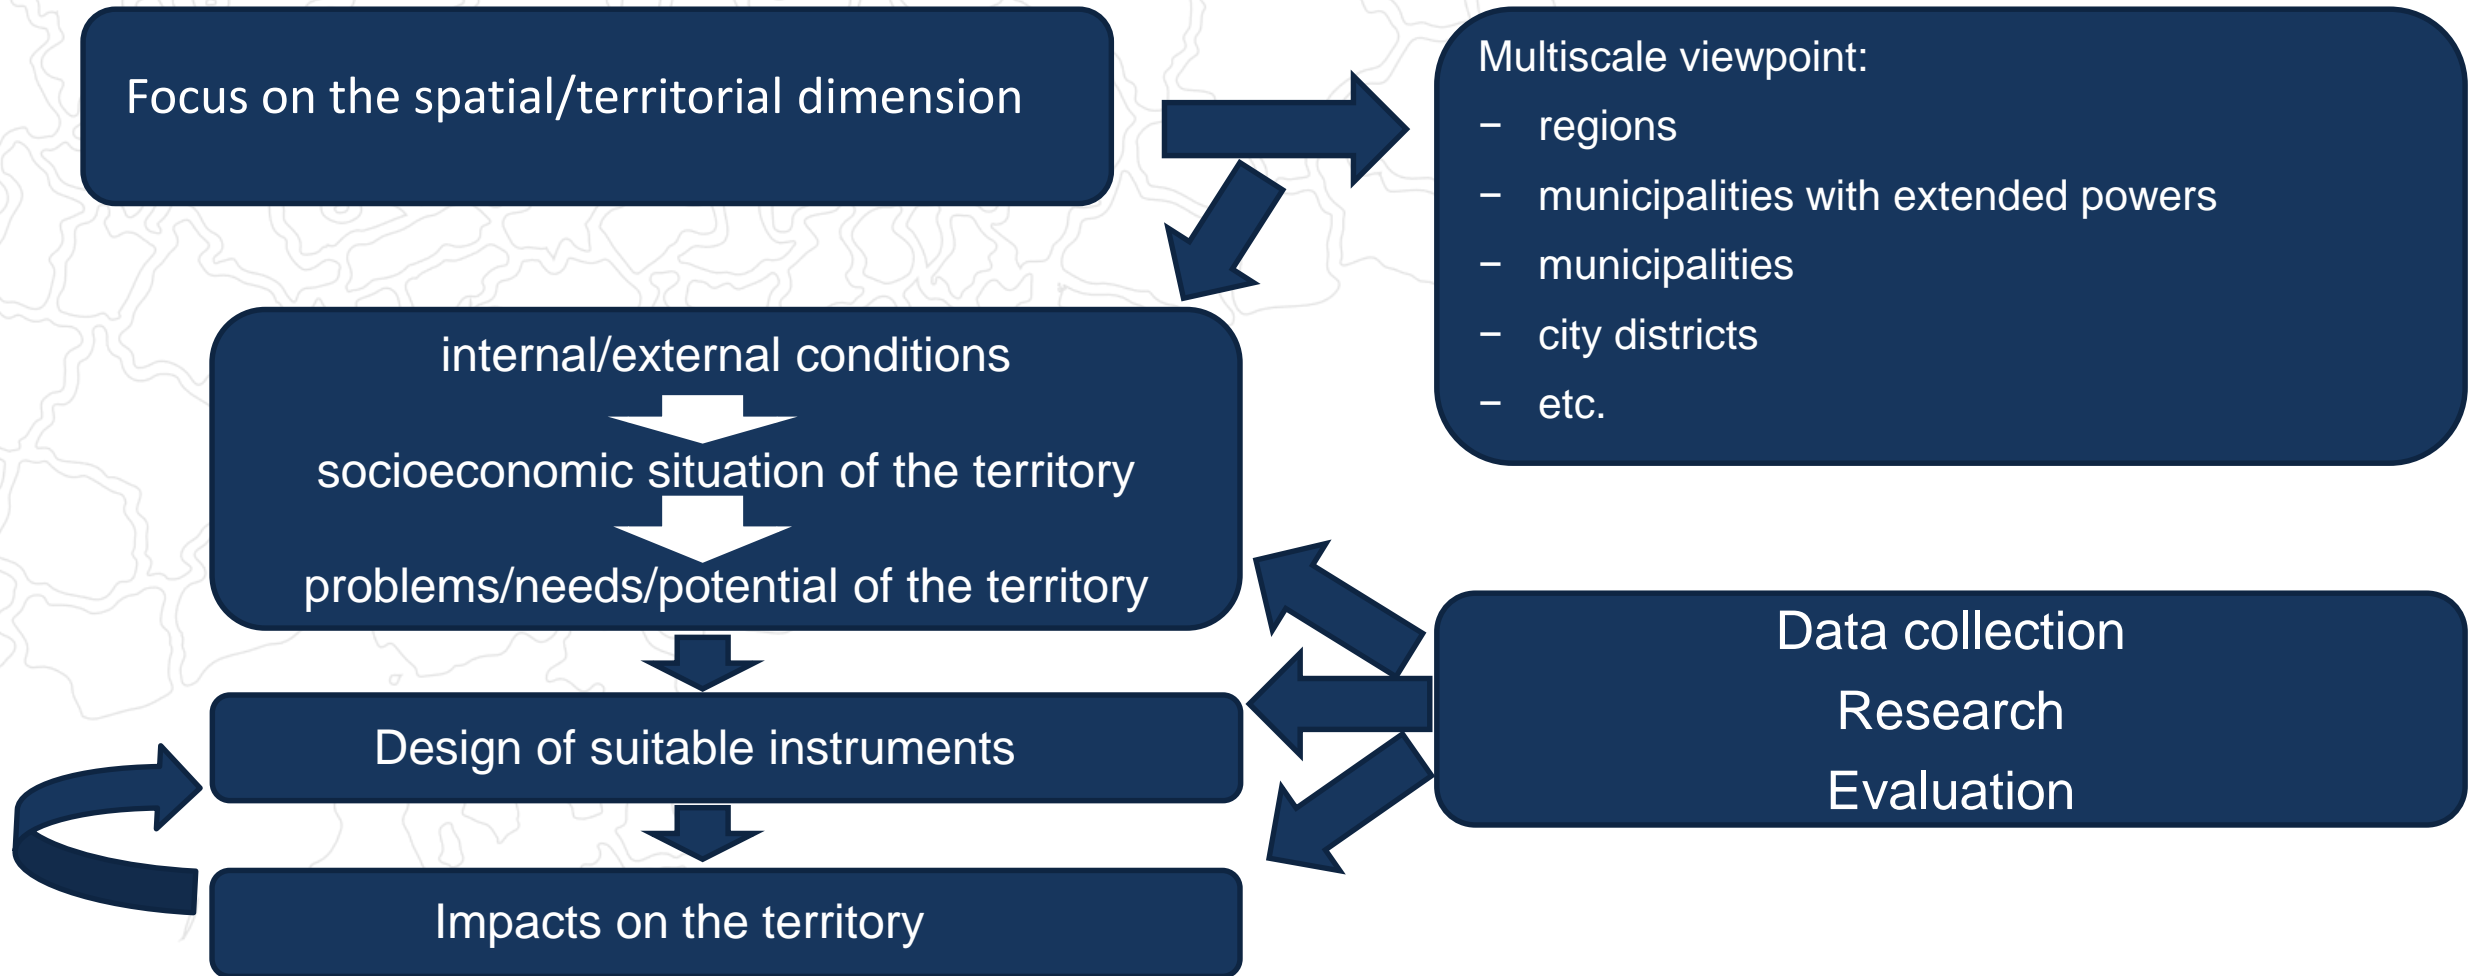 Focus on the spatial/territorial dimension
Multiscale viewpoint:
− regions
− municipalities with extended powers
− municipalities
− city districts
− etc.
internal/external conditions
socioeconomic situation of the territory
problems/needs/potential of the territory
Data collection
Research
Evaluation
Design of suitable instruments
Impacts on the territory